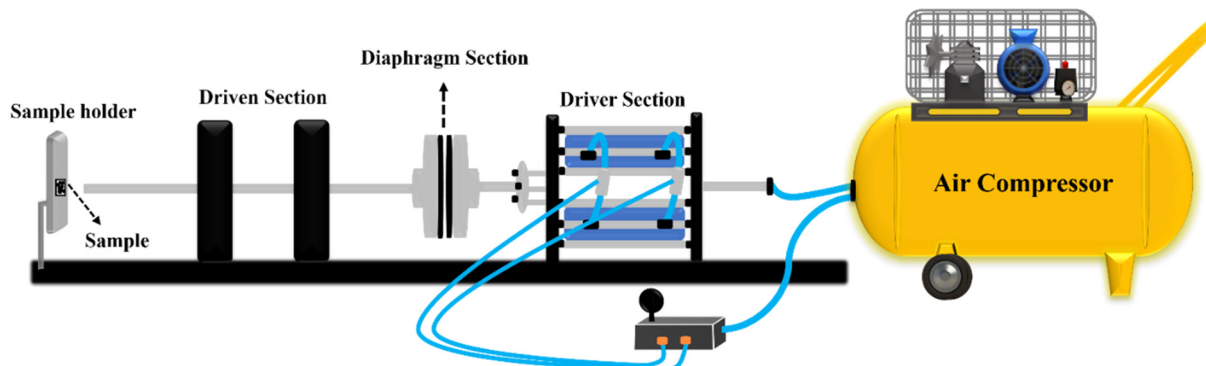 Diaphragm Section
Sample holder
Driven Section
Driver Section
Air Compressor
Sample